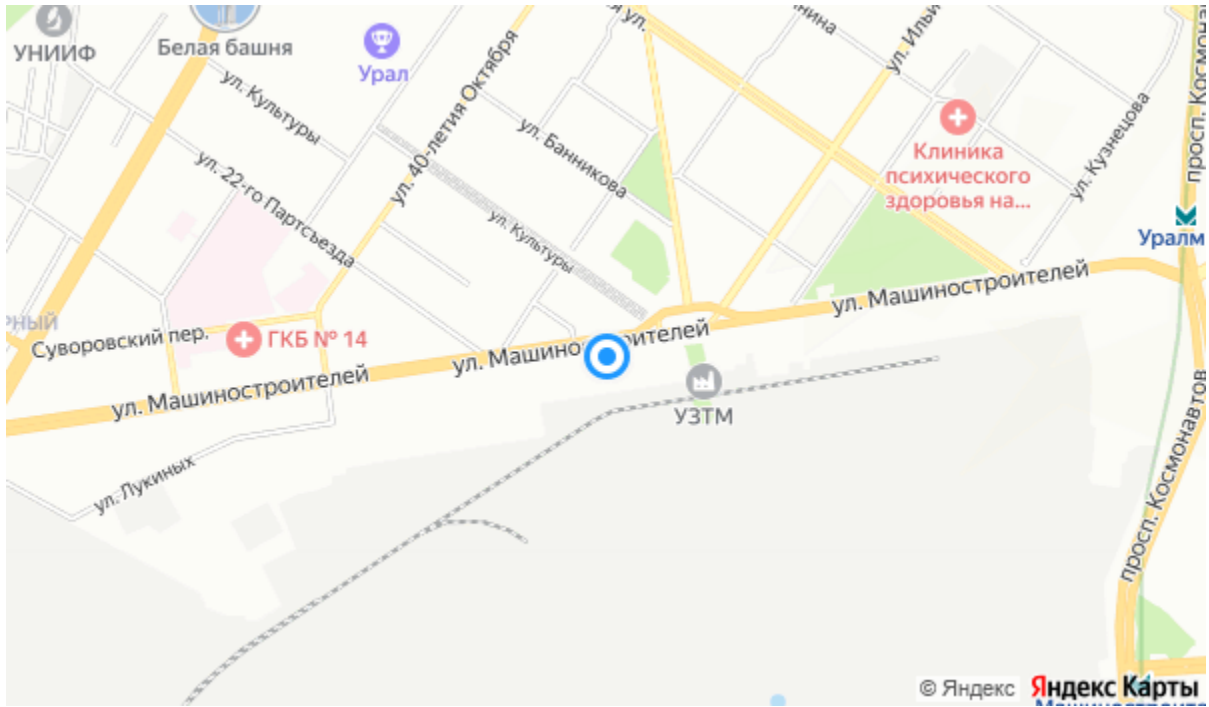 УНИИФ
Белая башня
Урал
ул. Культуры
ул. 40-летия Октября
ул. Банникова
ул. 22-го Партсъезда
ул. Культуры
ул.
ул. Ильи
просп. Космона
Клиника
психического
здоровья на...
ул. Кузнецова
Уралм
ул. Машиностроителей
РНЫЙ
Суворовский пер.
ГКБ № 14
ул. Машиностроителей
ул. Машиностроителей
УЗТМ
ул. Лукиных
просп. Космонавтов
© Яндекс Яндекс Карты